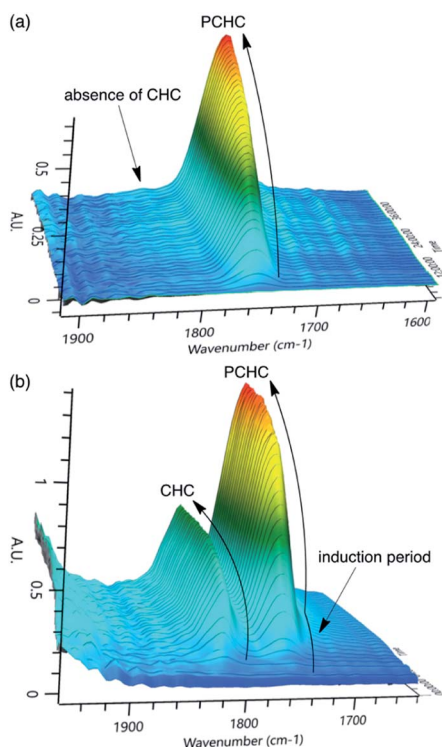 (a)
PCHC
absence of CHC
0.5
0.25
0
A.U.
1900
1800
1700
1600
Wavenumber (cm-1)
(b)
PCHC
CHC
induction period
1
0.5
0
A.U.
1900
1800
1700
Wavenumber (cm-1)